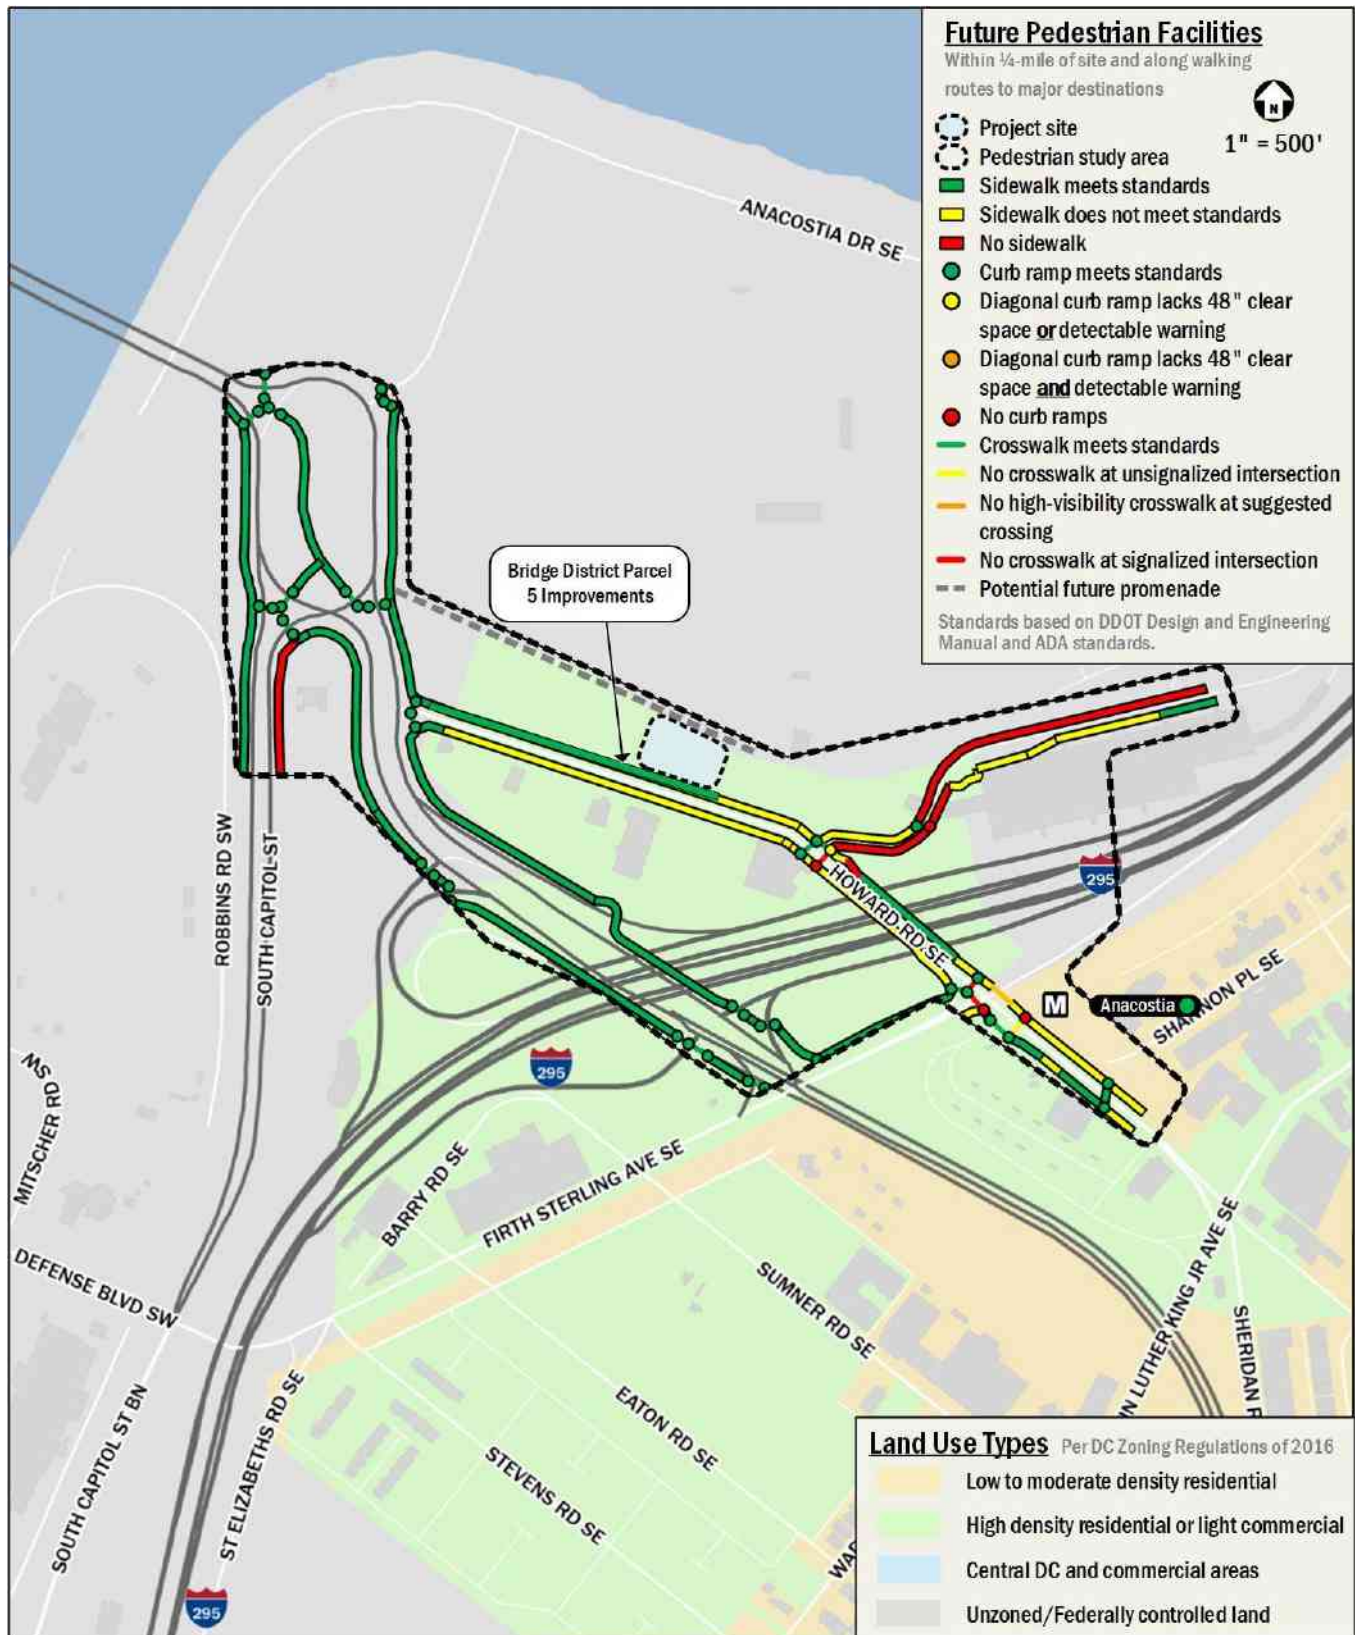 Future Pedestrian Facilities
Within ¼-mile of site and along walking
routes to major destinations
N
1" = 500'
Project site
Pedestrian study area
Sidewalk meets standards
Sidewalk does not meet standards
No sidewalk
Curb ramp meets standards
Diagonal curb ramp lacks 48" clear
space or detectable warning
Diagonal curb ramp lacks 48" clear
space and detectable warning
No curb ramps
Crosswalk meets standards
No crosswalk at unsignalized intersection
No high-visibility crosswalk at suggested
crossing
No crosswalk at signalized intersection
Potential future promenade
Standards based on DDOT Design and Engineering
Manual and ADA standards.
ANACOSTIA DR SE
Bridge District Parcel
5 Improvements
ROBBINS RD SW
SOUTH CAPITOL ST
HOWARD RD SE
295
M
Anacostia
SHANNON PL SE
295
MITSCHER RD SW
BARRY RD SE
FIRTH STERLING AVE SE
DEFENSE BLVD SW
SUMNER RD SE
LUTHER KING JR AVE SE
SHERIDAN
EATON RD SE
STEVENS RD SE
SOUTH CAPITOL ST BN
ST ELIZABETHS RD SE
295
Land Use Types Per DC Zoning Regulations of 2016
Low to moderate density residential
High density residential or light commercial
Central DC and commercial areas
Unzoned/Federally controlled land